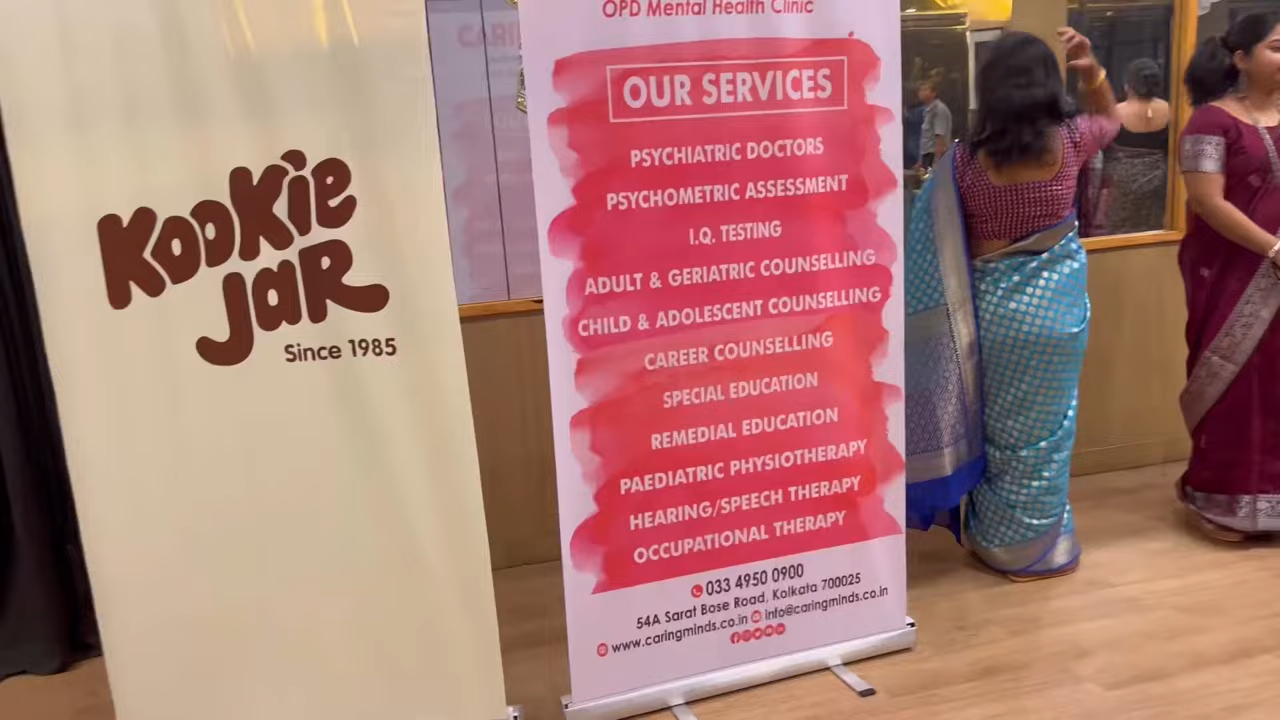 Kookie
Jar
Since 1985
OPD Mental Health Clinic
OUR SERVICES
PSYCHIATRIC DOCTORS
PSYCHOMETRIC ASSESSMENT
I.Q. TESTING
ADULT & GERIATRIC COUNSELLING
CHILD & ADOLESCENT COUNSELLING
CAREER COUNSELLING
SPECIAL EDUCATION
REMEDIAL EDUCATION
PAEDIATRIC PHYSIOTHERAPY
HEARING/SPEECH THERAPY
OCCUPATIONAL THERAPY
033 4950 0900
54A Sarat Bose Road, Kolkata 700025
www.caringminds.co.in info@caringminds.co.in